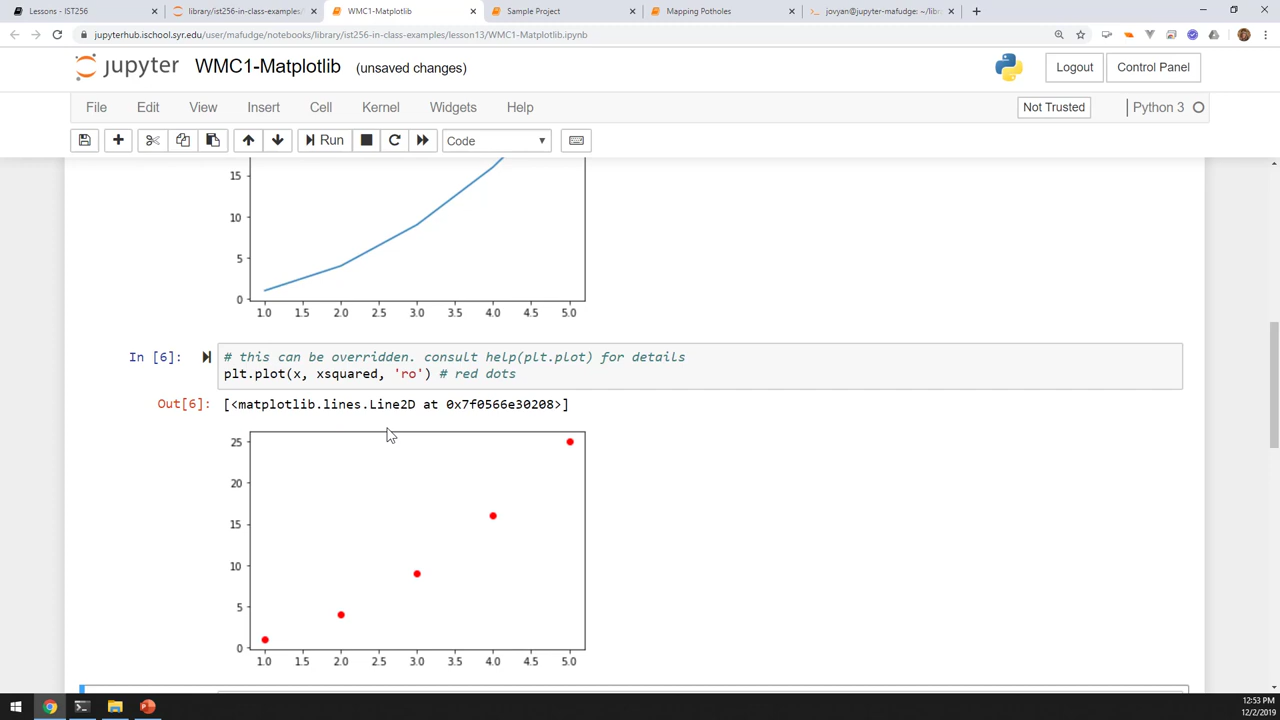 Lessons - IST256
library/ist256-in-class-examples/
WMC1-Matplotlib
Sample Project
Mapping Potholes
jovyan@jupyter-mafudge: ~/libr
jupyterhub.ischool.syr.edu/user/mafudge/notebooks/library/ist256-in-class-examples/lesson13/WMC1-Matplotlib.ipynb
jupyter WMC1-Matplotlib (unsaved changes)
Logout
Control Panel
File Edit View Insert Cell Kernel Widgets Help
Not Trusted
Python 3
Run
Code
15
10
5
0
1.0 1.5 2.0 2.5 3.0 3.5 4.0 4.5 5.0
In [6]:
# this can be overridden. consult help(plt.plot) for details
plt.plot(x, xsquared, 'ro') # red dots
Out[6]: [<matplotlib.lines.Line2D at 0x7f0566e30208>]
25
20
15
10
5
0
1.0 1.5 2.0 2.5 3.0 3.5 4.0 4.5 5.0
12:53 PM
12/2/2019